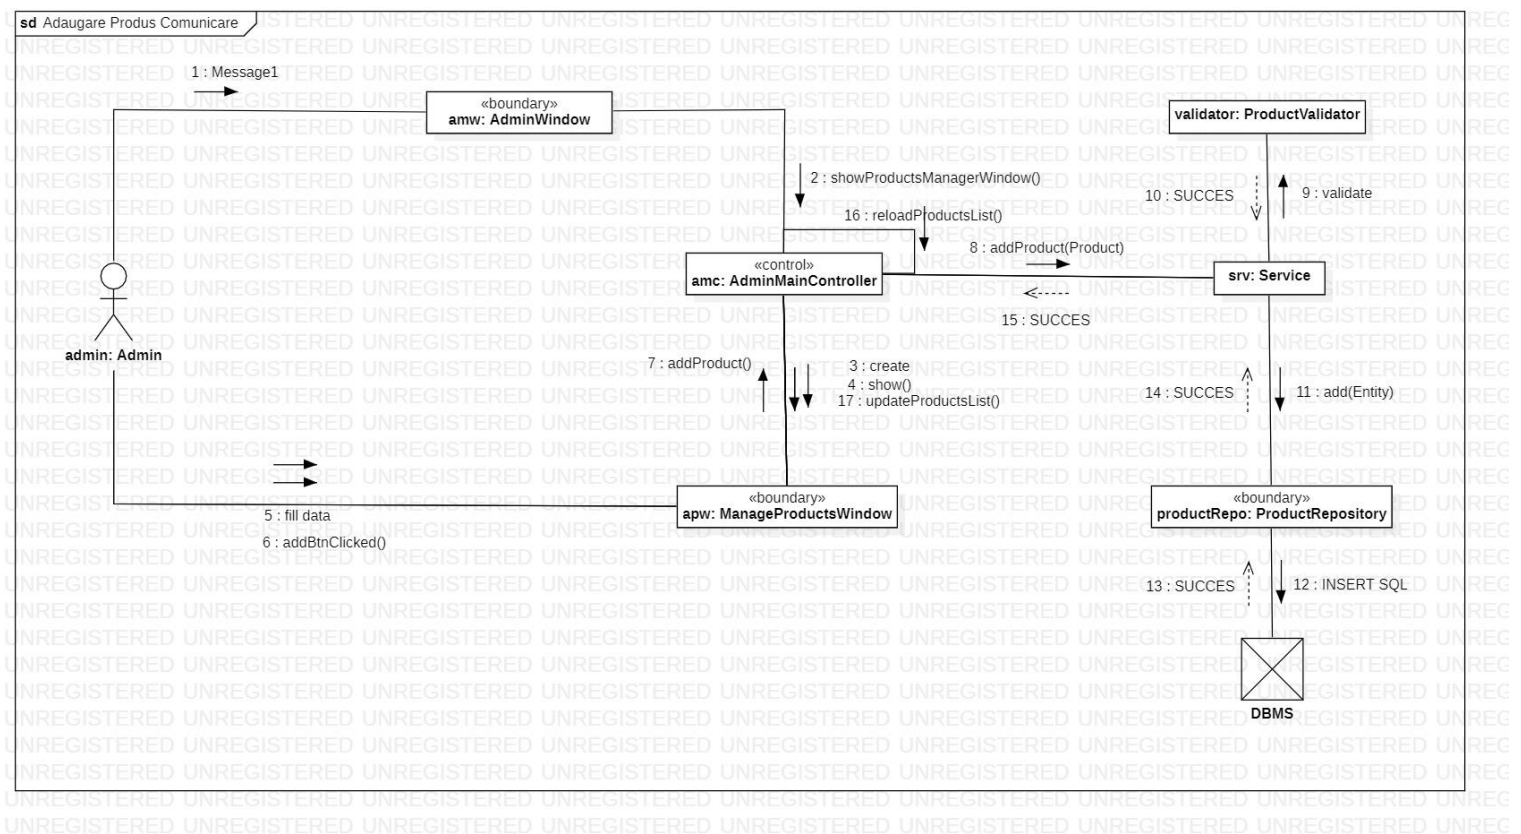 sd Adaugare Produs Comunicare
1 : Message1
«boundary»
amw: AdminWindow
validator: ProductValidator
2 : showProductsManagerWindow()
10 : SUCCES
9 : validate
16 : reloadProductsList()
8 : addProduct(Product)
«control»
amc: AdminMainController
srv: Service
15 : SUCCES
admin: Admin
7 : addProduct()
3 : create
4 : show()
17 : updateProductsList()
14 : SUCCES
11 : add(Entity)
«boundary»
apw: ManageProductsWindow
«boundary»
productRepo: ProductRepository
5 : fill data
6 : addBtnClicked()
13 : SUCCES
12 : INSERT SQL
DBMS
UNREGISTERED